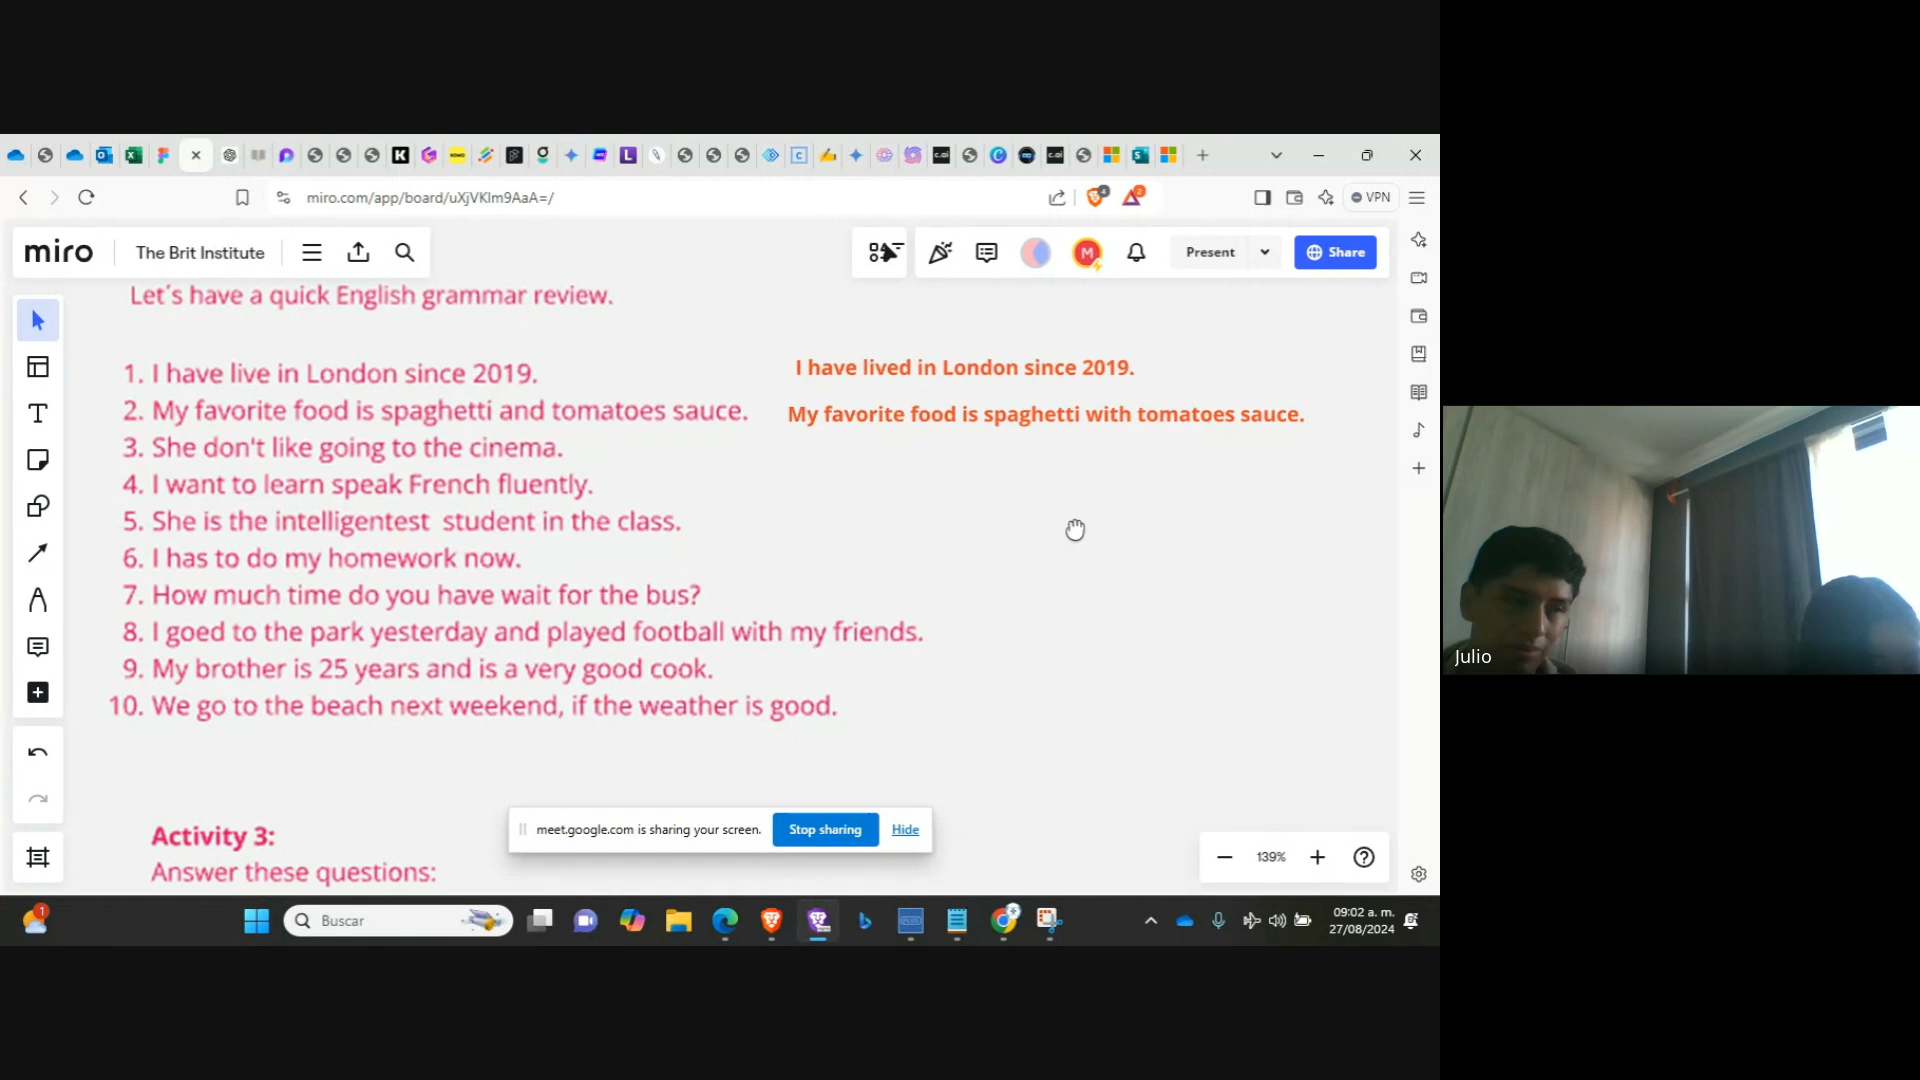 miro.com/app/board/uXjVKlm9AaA=/
4
2
VPN
miro
The Brit Institute
M
Present
Share
Let´s have a quick English grammar review.
1. I have live in London since 2019.
I have lived in London since 2019.
2. My favorite food is spaghetti and tomatoes sauce.
My favorite food is spaghetti with tomatoes sauce.
3. She don't like going to the cinema.
4. I want to learn speak French fluently.
5. She is the intelligentest  student in the class.
6. I has to do my homework now.
7. How much time do you have wait for the bus?
8. I goed to the park yesterday and played football with my friends.
9. My brother is 25 years and is a very good cook.
10. We go to the beach next weekend, if the weather is good.
Julio
Activity 3:
Answer these questions:
meet.google.com is sharing your screen.
Stop sharing
Hide
139%
1
Buscar
09:02 a. m.
27/08/2024